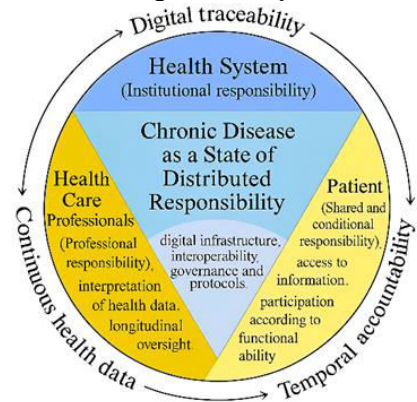 Digital traceability
Health System
(Institutional responsibility)
Chronic Disease
as a State of
Distributed
Responsibility
digital infrastructure,
interoperability,
governance and
protocols.
Health
Care
Professionals
(Professional
responsibility),
interpretation
of health data.
longitudinal
oversight.
Patient
(Shared and
conditional
responsibility),
access to
information.
participation
according to
functional
ability
Continuous health data
Temporal accountability